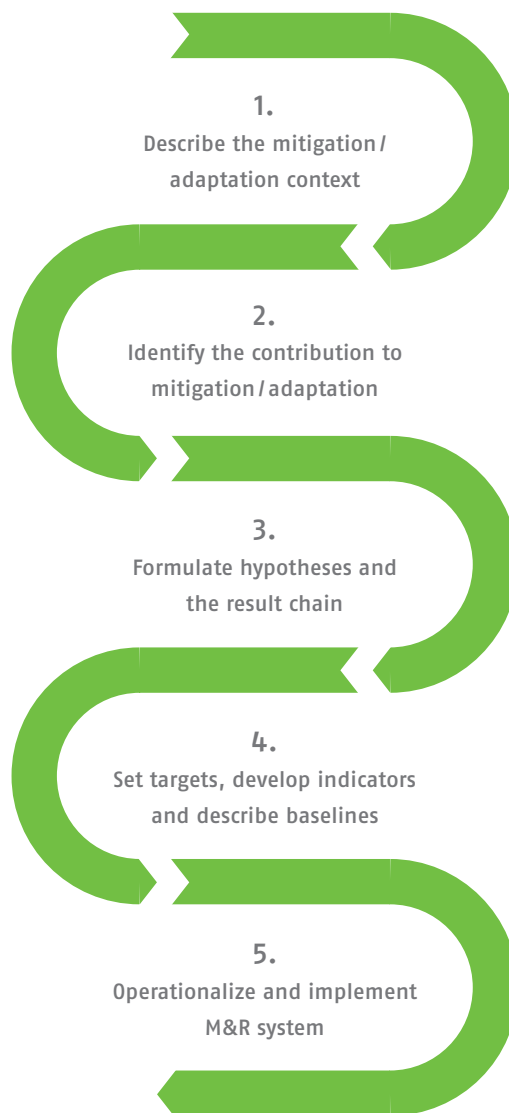 1.
Describe the mitigation /
adaptation context
2.
Identify the contribution to
mitigation / adaptation
3.
Formulate hypotheses and
the result chain
4.
Set targets, develop indicators
and describe baselines
5.
Operationalize and implement
M&R system